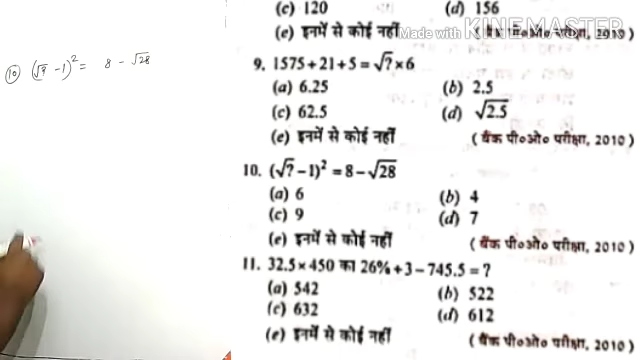 (c) 120 (d) 156
(e) इनमें से कोई नहीं (बैंक पी०ओ० परीक्षा, 2010)
Made with KINEMASTER
9. 1575 + 21 + 5 = √? × 6
(a) 6.25 (b) 2.5
(c) 62.5 (d) √2.5
(e) इनमें से कोई नहीं (बैंक पी०ओ० परीक्षा, 2010)
10. (√? − 1)² = 8 − √28
(a) 6 (b) 4
(c) 9 (d) 7
(e) इनमें से कोई नहीं (बैंक पी०ओ० परीक्षा, 2010)
11. 32.5 × 450 का 26% + 3 − 745.5 = ?
(a) 542 (b) 522
(c) 632 (d) 612
(e) इनमें से कोई नहीं (बैंक पी०ओ० परीक्षा, 2010)
(10) (√? − 1)² = 8 − √28